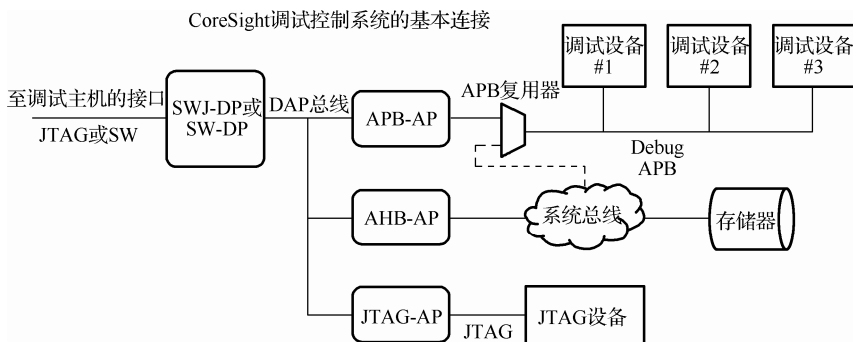 CoreSight调试控制系统的基本连接
调试设备
#1
调试设备
#2
调试设备
#3
至调试主机的接口
JTAG或SW
SWJ-DP或
SW-DP
DAP总线
APB-AP
APB复用器
Debug
APB
AHB-AP
系统总线
存储器
JTAG-AP
JTAG
JTAG设备